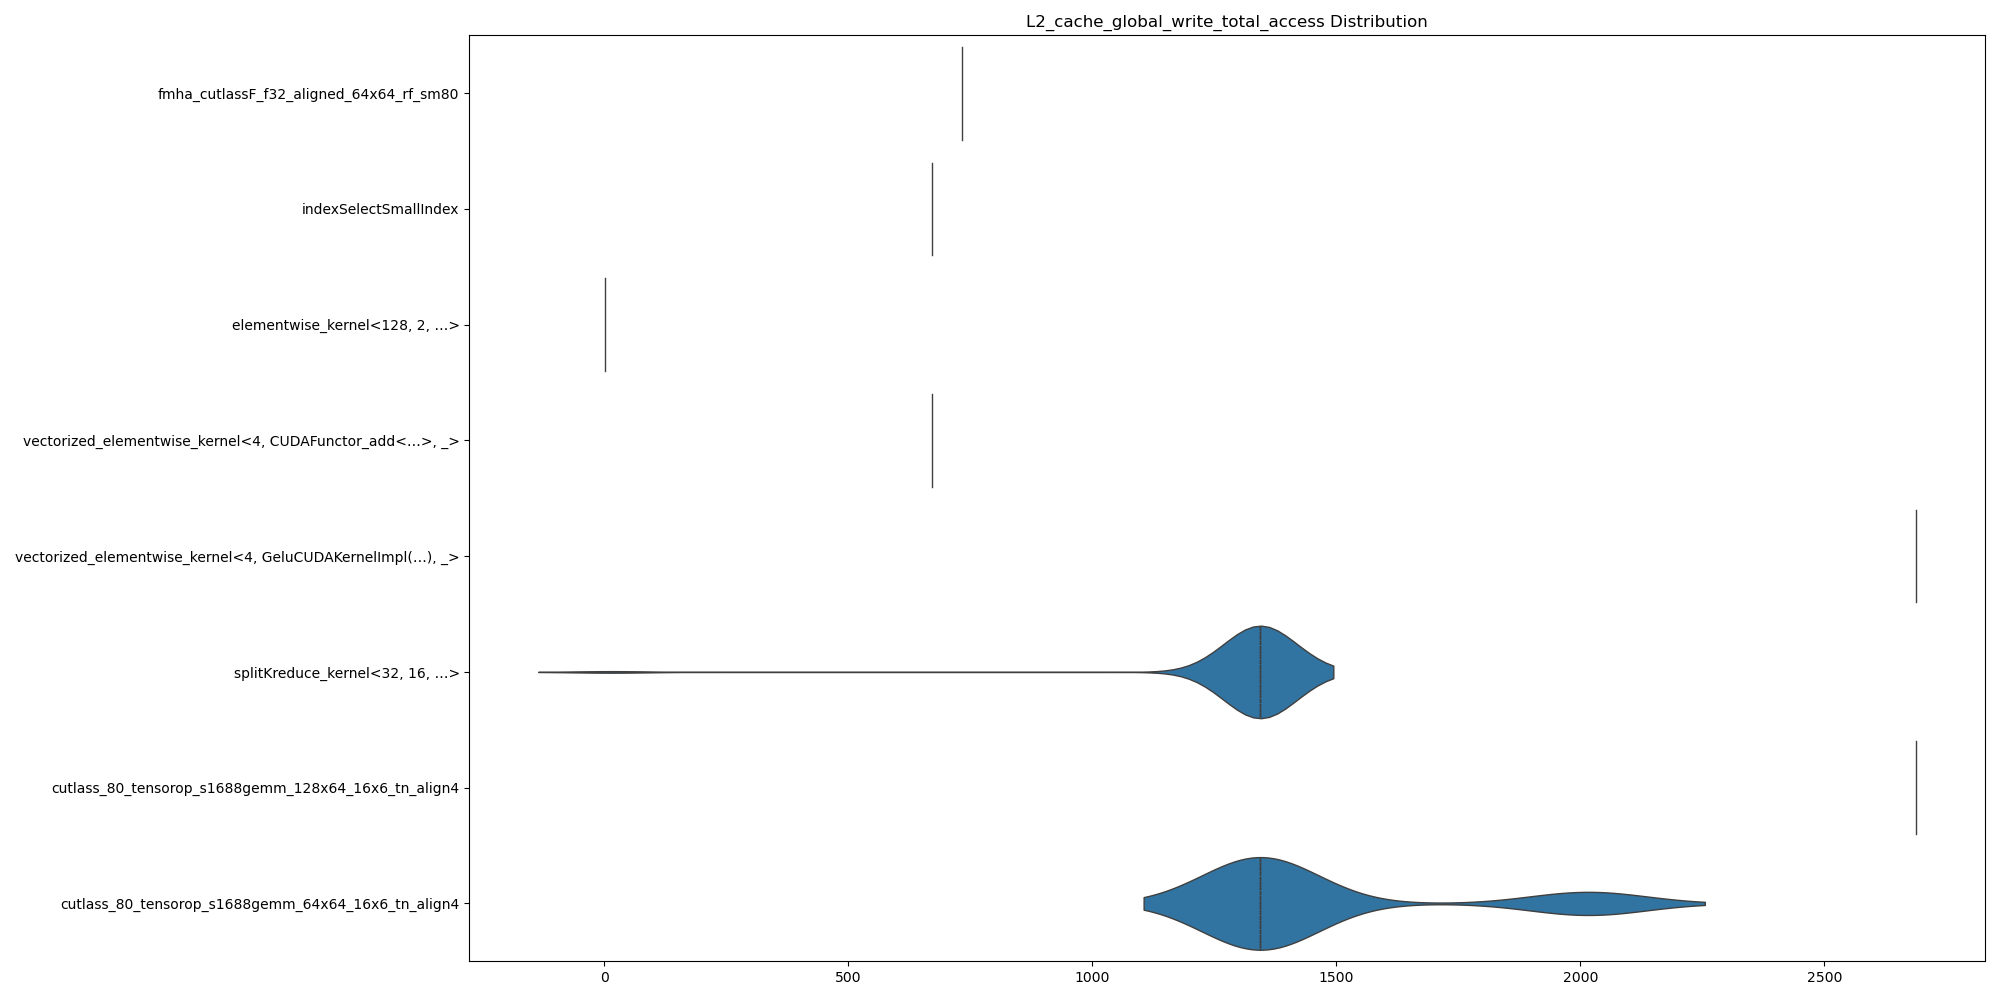 L2_cache_global_write_total_access Distribution
fmha_cutlassF_f32_aligned_64x64_rf_sm80
indexSelectSmallIndex
elementwise_kernel<128, 2, ...>
vectorized_elementwise_kernel<4, CUDAFunctor_add<...>, _>
vectorized_elementwise_kernel<4, GeluCUDAKernelImpl(...), _>
splitKreduce_kernel<32, 16, ...>
cutlass_80_tensorop_s1688gemm_128x64_16x6_tn_align4
cutlass_80_tensorop_s1688gemm_64x64_16x6_tn_align4
0 500 1000 1500 2000 2500